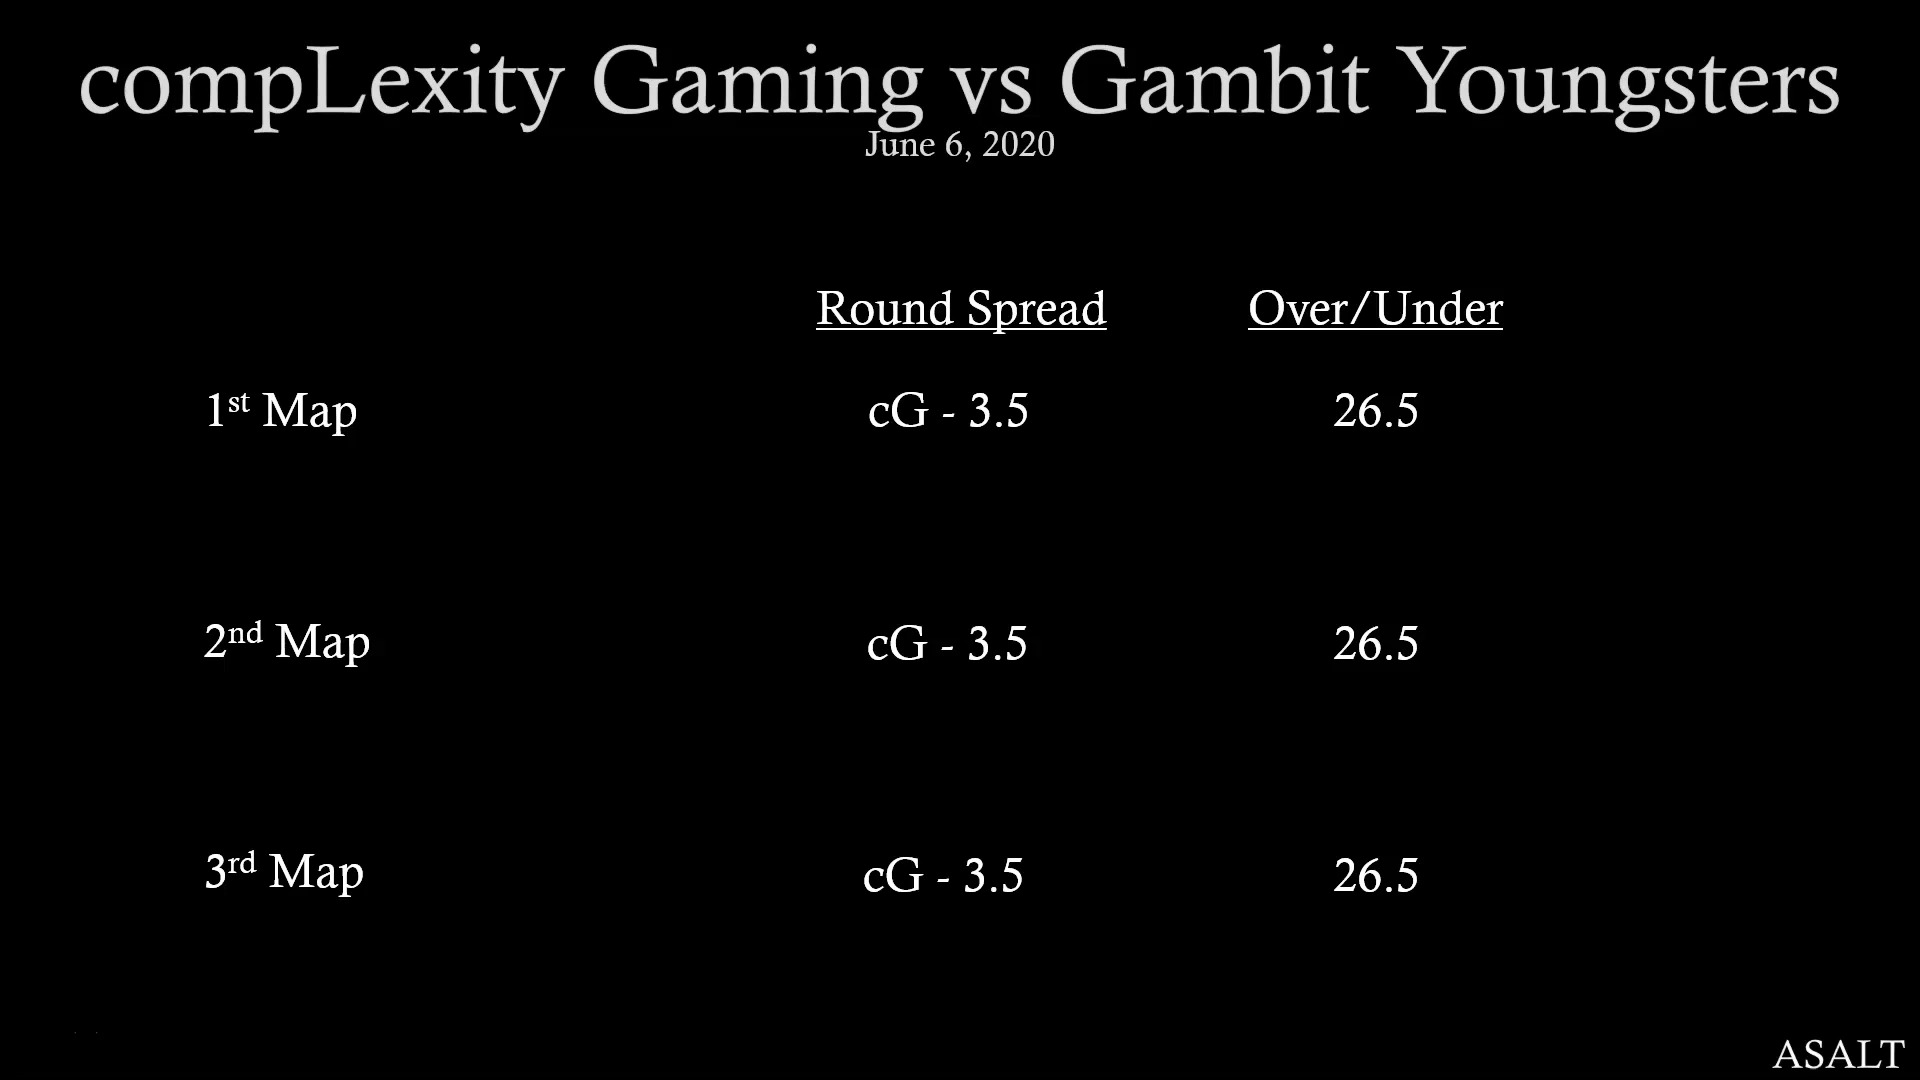 compLexity Gaming vs Gambit Youngsters
June 6, 2020
Round Spread Over/Under
1st Map cG - 3.5 26.5
2nd Map cG - 3.5 26.5
3rd Map cG - 3.5 26.5
ASALT